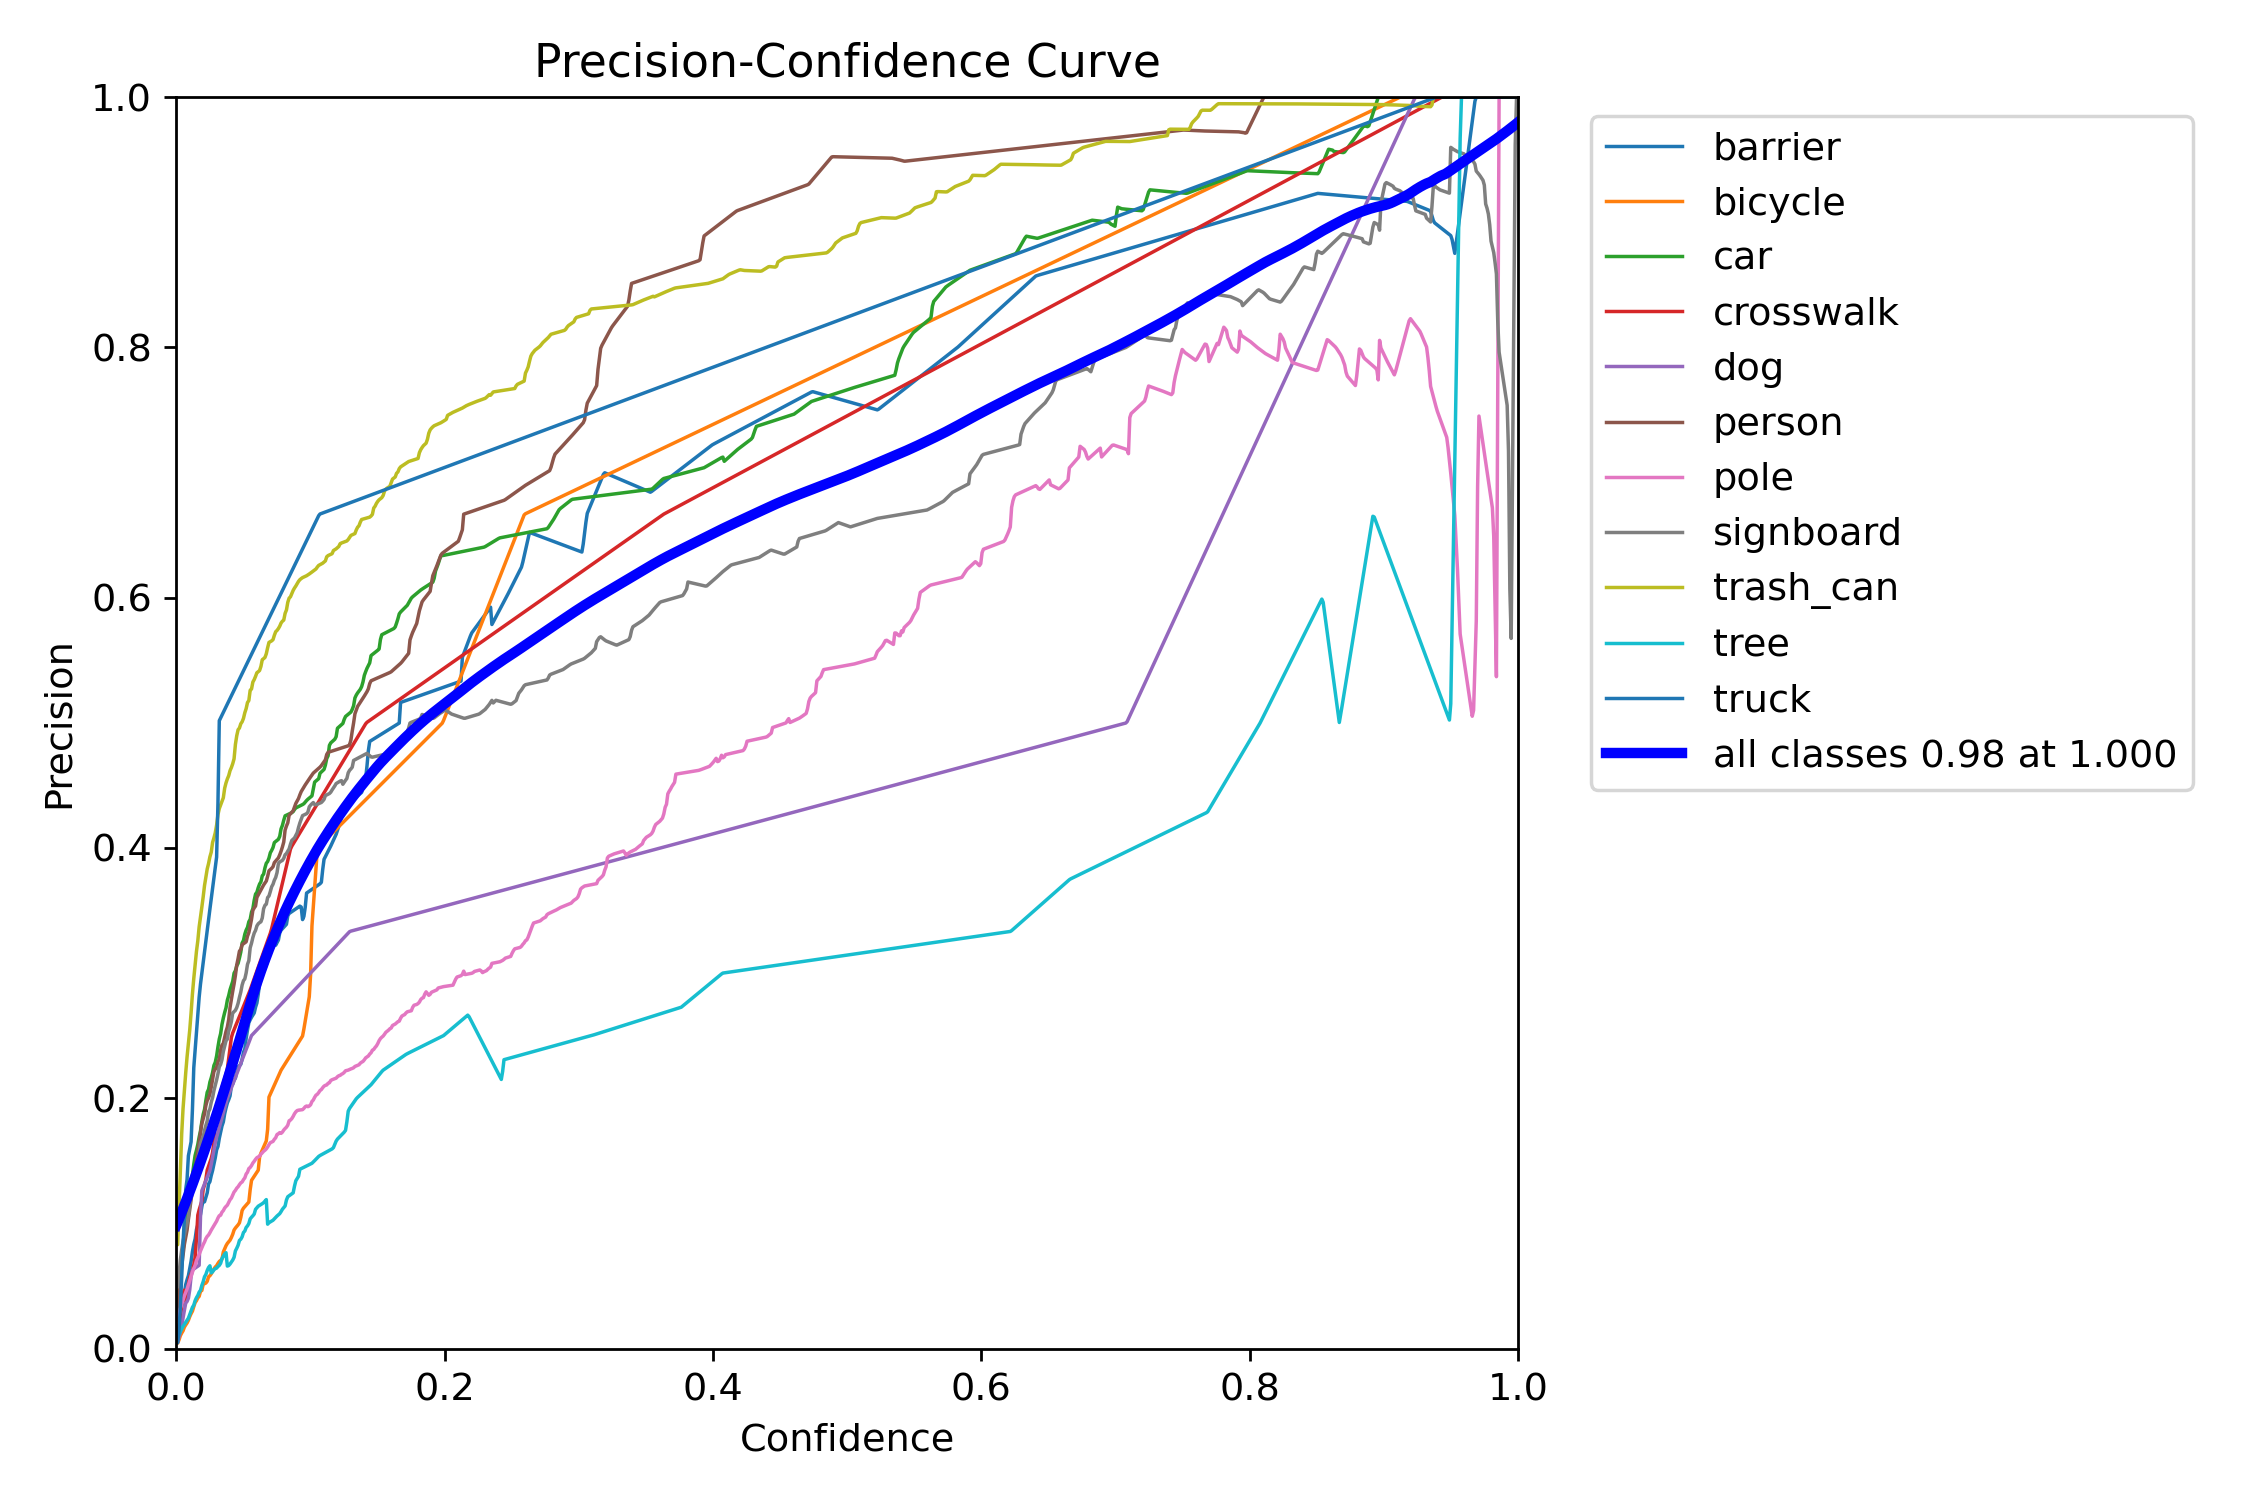 Precision-Confidence Curve
1.0
0.8
0.6
0.4
0.2
0.0
Precision
0.0 0.2 0.4 0.6 0.8 1.0
Confidence
barrier
bicycle
car
crosswalk
dog
person
pole
signboard
trash_can
tree
truck
all classes 0.98 at 1.000